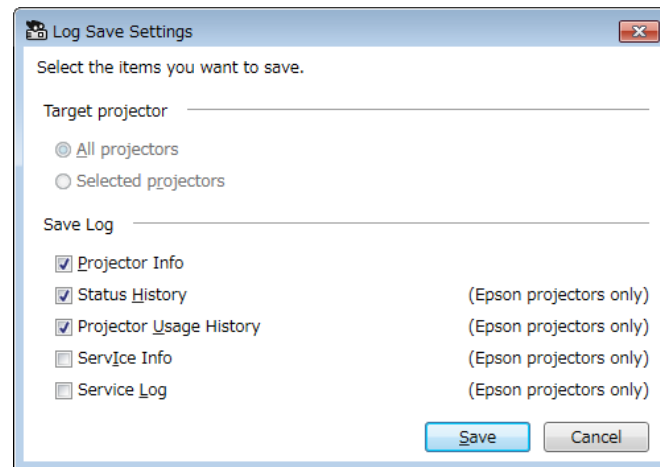 Log Save Settings
Select the items you want to save.
Target projector
All projectors
Selected projectors
Save Log
Projector Info
Status History (Epson projectors only)
Projector Usage History (Epson projectors only)
ServIce Info (Epson projectors only)
Service Log (Epson projectors only)
Save Cancel